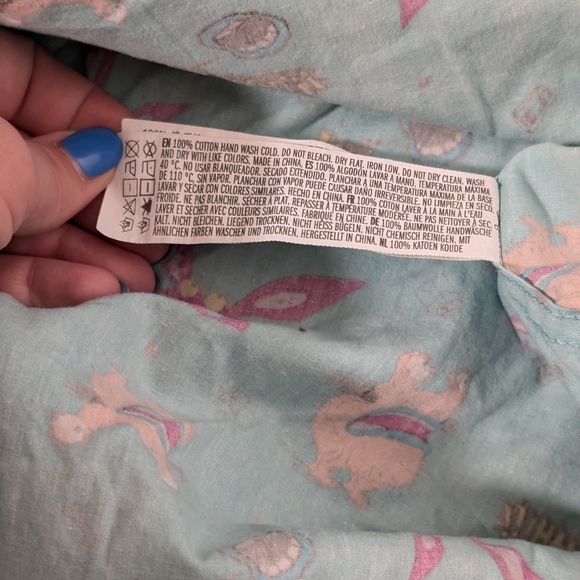 EN 100% COTTON HAND WASH COLD, DO NOT BLEACH, DRY FLAT, IRON LOW, DO NOT DRY CLEAN. WASH
AND DRY WITH LIKE COLORS. MADE IN CHINA. ES 100% ALGODÓN LAVAR A MANO. TEMPERATURA MÁXIMA
40 °C. NO USAR BLANQUEADOR. SECADO EXTENDIDO. PLANCHAR A UNA TEMPERATURA MÁXIMA DE LA BASE
DE 110 °C, SIN VAPOR, PLANCHAR CON VAPOR PUEDE CAUSAR DAÑO IRREVERSIBLE. NO LIMPIEZA EN SECO.
LAVAR Y SECAR CON COLORES SIMILARES. HECHO EN CHINA. FR 100% COTON LAVER À LA MAIN À L'EAU
FROIDE. NE PAS BLANCHIR. SÉCHER À PLAT. REPASSER À TEMPÉRATURE MODÉRÉE. NE PAS NETTOYER À SEC.
LAVER ET SÉCHER AVEC COULEURS SIMILAIRES. FABRIQUÉ EN CHINE. DE 100% BAUMWOLLE HANDWÄSCHE
NICHT BLEICHEN. LIEGEND TROCKNEN. NICHT HEISS BÜGELN. NICHT CHEMISCH REINIGEN. MIT
ÄHNLICHEN FARBEN WASCHEN UND TROCKNEN. HERGESTELLT IN CHINA. NL 100% KATOEN KOUDE